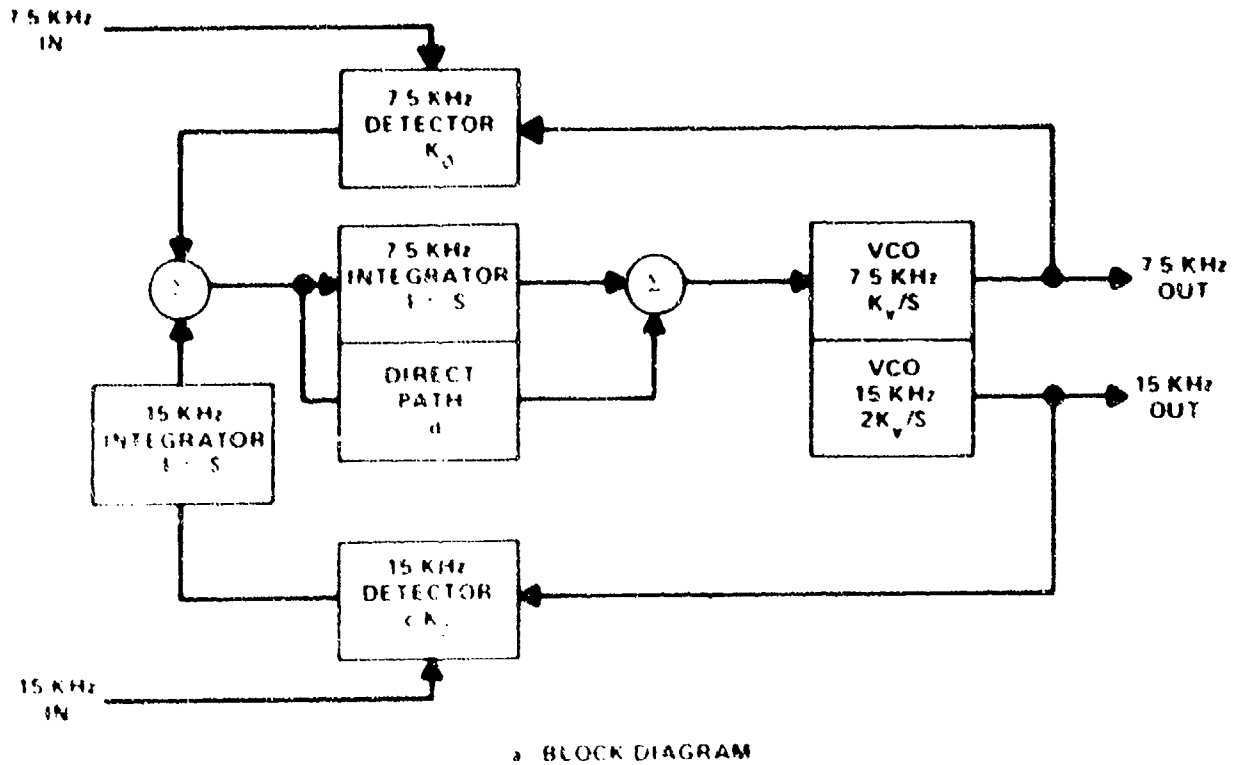 7.5 KHz
IN
7.5 KHz
DETECTOR
7.5 KHz
INTEGRATOR
Σ
VCO
7.5 KHz
Kv/S
7.5 KHz
OUT
DIRECT
PATH
d
VCO
15 KHz
2Kv/S
15 KHz
OUT
15 KHz
INTEGRATOR
15 KHz
DETECTOR
15 KHz
IN
BLOCK DIAGRAM